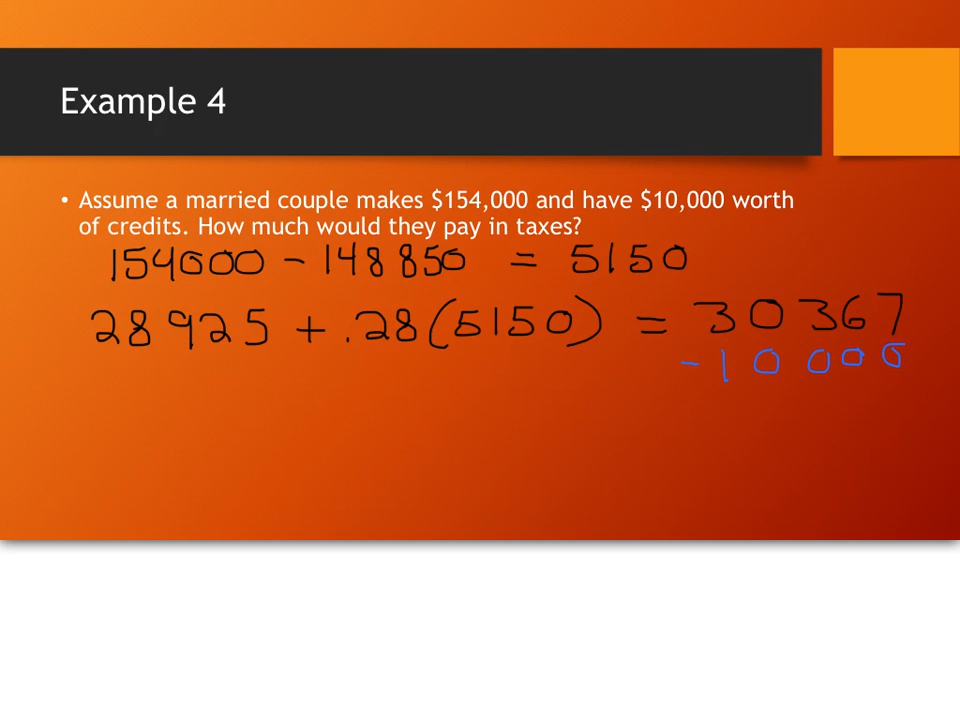 Example 4
• Assume a married couple makes $154,000 and have $10,000 worth
of credits. How much would they pay in taxes?
154000 - 148850 = 5150
28925 + .28(5150) = 30367
- 10000